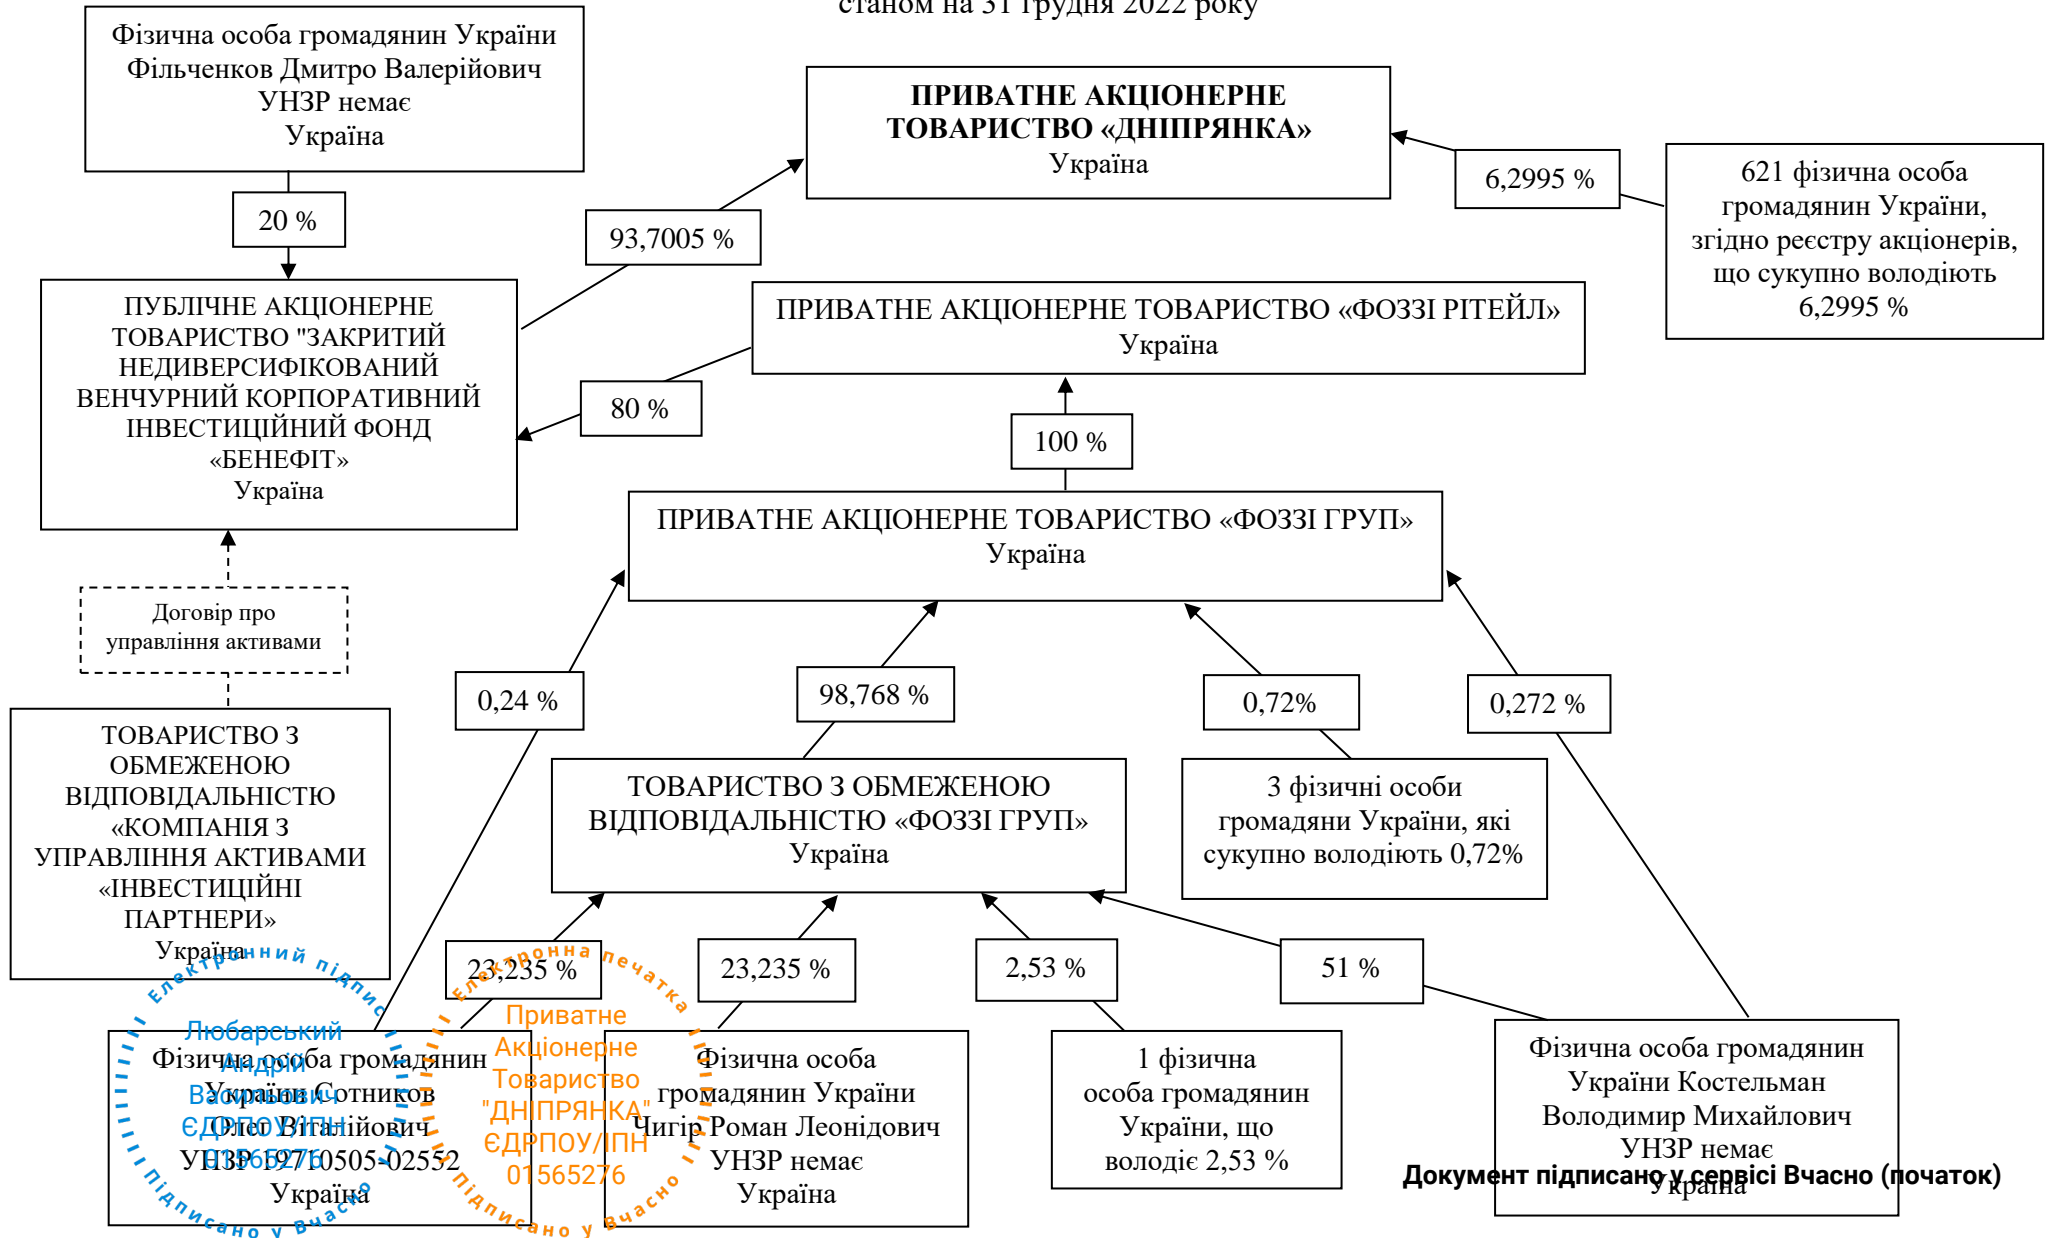 станом на 31 грудня 2022 року
Фізична особа громадянин України
Фільченков Дмитро Валерійович
УНЗР немає
Україна
ПРИВАТНЕ АКЦІОНЕРНЕ
ТОВАРИСТВО «ДНІПРЯНКА»
Україна
6,2995 %
621 фізична особа
громадянин України,
згідно реєстру акціонерів,
що сукупно володіють
6,2995 %
20 %
93,7005 %
ПУБЛІЧНЕ АКЦІОНЕРНЕ
ТОВАРИСТВО "ЗАКРИТИЙ
НЕДИВЕРСИФІКОВАНИЙ
ВЕНЧУРНИЙ КОРПОРАТИВНИЙ
ІНВЕСТИЦІЙНИЙ ФОНД
«БЕНЕФІТ»
Україна
ПРИВАТНЕ АКЦІОНЕРНЕ ТОВАРИСТВО «ФОЗЗІ РІТЕЙЛ»
Україна
80 %
100 %
ПРИВАТНЕ АКЦІОНЕРНЕ ТОВАРИСТВО «ФОЗЗІ ГРУП»
Україна
Договір про
управління активами
0,24 %
98,768 %
0,72%
0,272 %
ТОВАРИСТВО З
ОБМЕЖЕНОЮ
ВІДПОВІДАЛЬНІСТЮ
«КОМПАНІЯ З
УПРАВЛІННЯ АКТИВАМИ
«ІНВЕСТИЦІЙНІ
ПАРТНЕРИ»
Україна
ТОВАРИСТВО З ОБМЕЖЕНОЮ
ВІДПОВІДАЛЬНІСТЮ «ФОЗЗІ ГРУП»
Україна
3 фізичні особи
громадяни України, які
сукупно володіють 0,72%
23,235 %
23,235 %
2,53 %
51 %
Фізична особа громадянин
України Сотников
Олег Віталійович
УНЗР 19710505-02552
Україна
Фізична особа
громадянин України
Чигір Роман Леонідович
УНЗР немає
Україна
1 фізична
особа громадянин
України, що
володіє 2,53 %
Фізична особа громадянин
України Костельман
Володимир Михайлович
УНЗР немає
Україна
Електронний підпис
Любарський
Андрій
Васильович
ЄДРПОУ/ІПН
01565276
Підписано у Вчасно
Електронна печатка
Приватне
Акціонерне
Товариство
"ДНІПРЯНКА"
ЄДРПОУ/ІПН
01565276
Підписано у Вчасно
Документ підписано у сервісі Вчасно (початок)